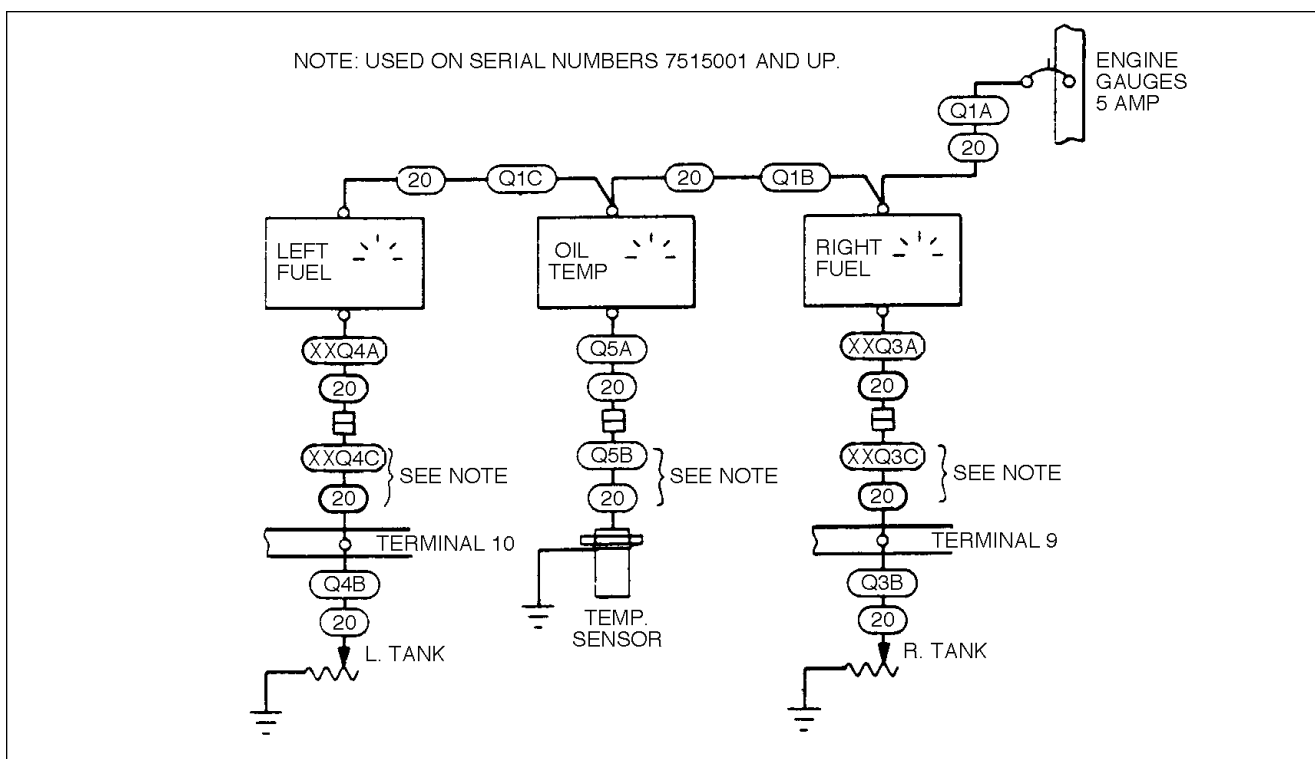 NOTE: USED ON SERIAL NUMBERS 7515001 AND UP.
ENGINE
GAUGES
5 AMP
Q1A
20
20
Q1C
20
Q1B
LEFT
FUEL
OIL
TEMP
RIGHT
FUEL
XXQ4A
Q5A
XXQ3A
20
20
20
XXQ4C
SEE NOTE
Q5B
SEE NOTE
XXQ3C
SEE NOTE
20
20
20
TERMINAL 10
TERMINAL 9
Q4B
Q3B
20
20
TEMP.
SENSOR
L. TANK
R. TANK